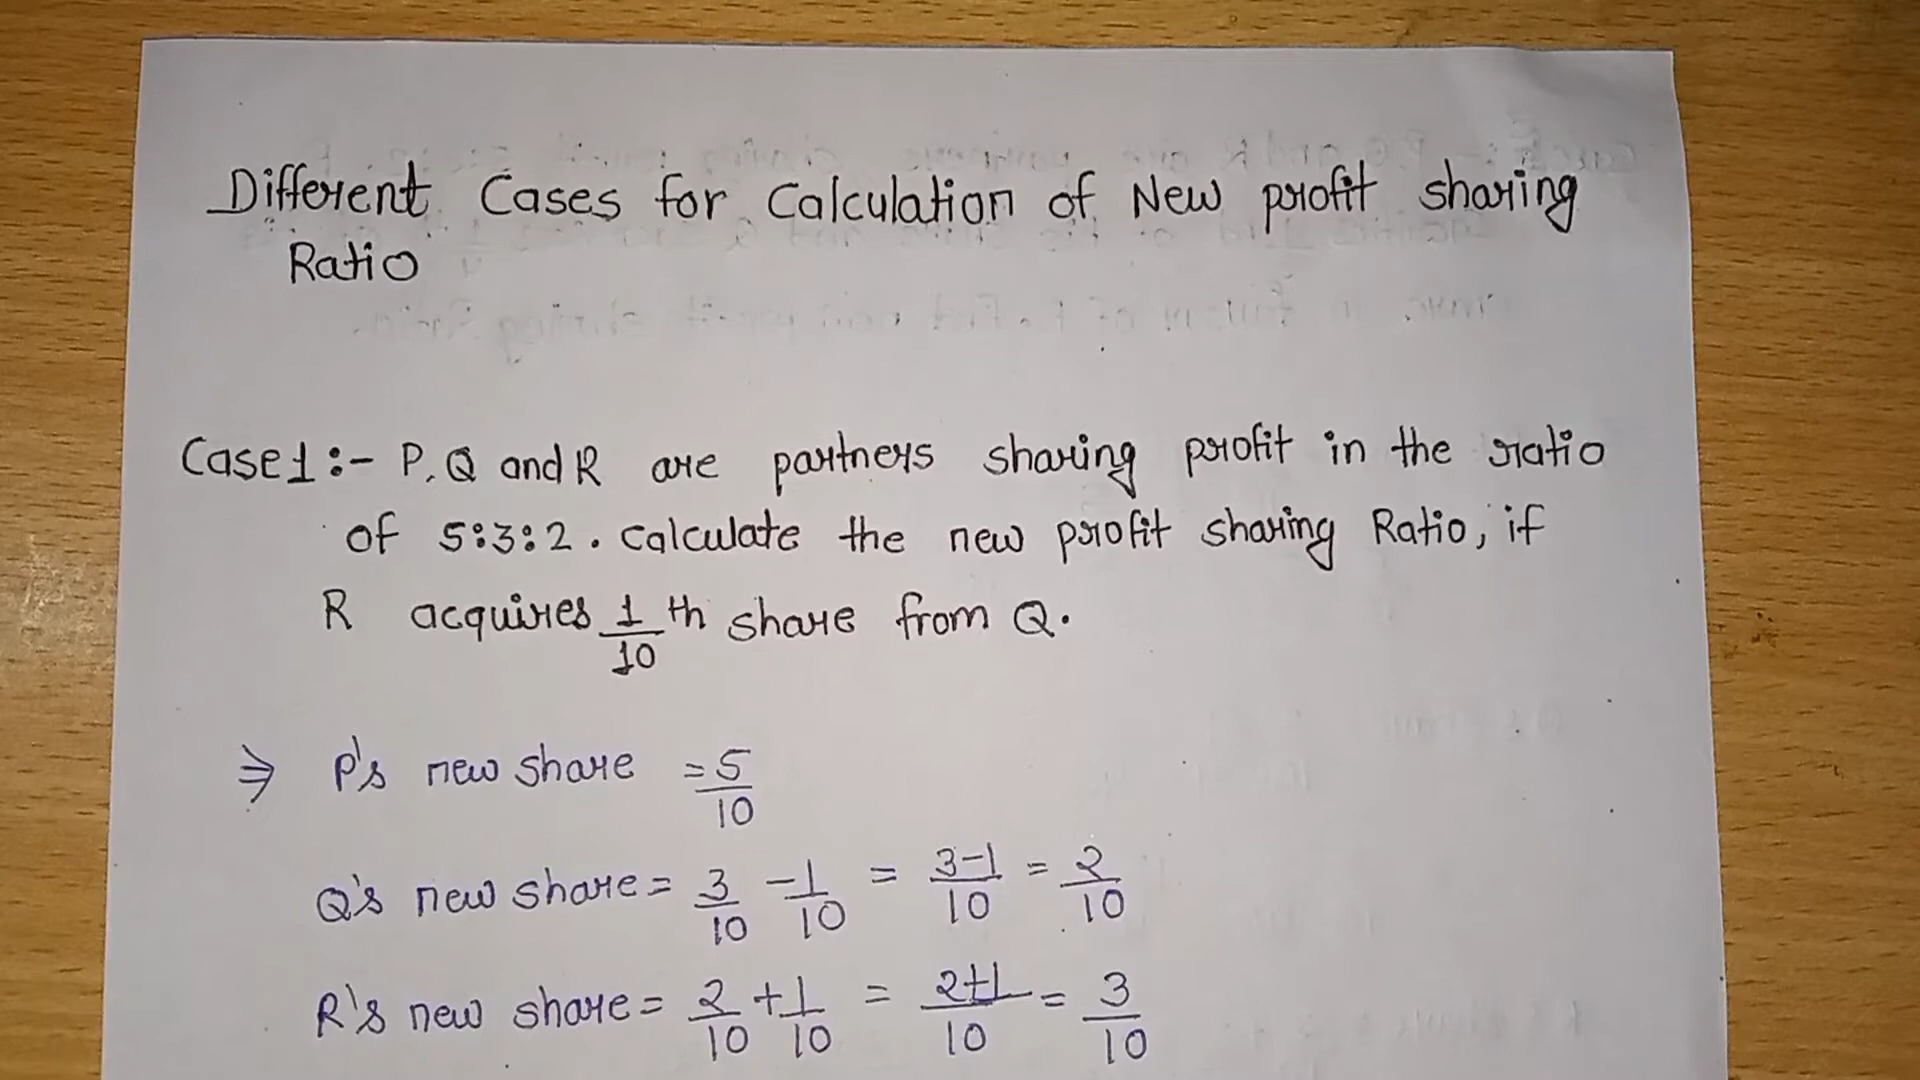 Different Cases for Calculation of New profit sharing
Ratio
Case1:- P, Q and R are partners sharing profit in the ratio
of 5:3:2. Calculate the new profit sharing Ratio, if
R acquires 1/10 th share from Q.
⇒ P's new share = 5/10
Q's new share = 3/10 - 1/10 = 3-1/10 = 2/10
R's new share = 2/10 + 1/10 = 2+1/10 = 3/10